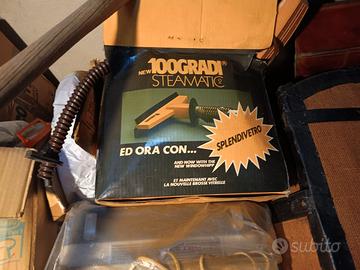 NEW 100GRADI®
STEAMATIC
ED ORA CON...
SPLENDIVETRO
AND NOW WITH THE
NEW WINDOWHIPP
ET MAINTENANT AVEC
LA NOUVELLE BROSSE VITRELLE
subito